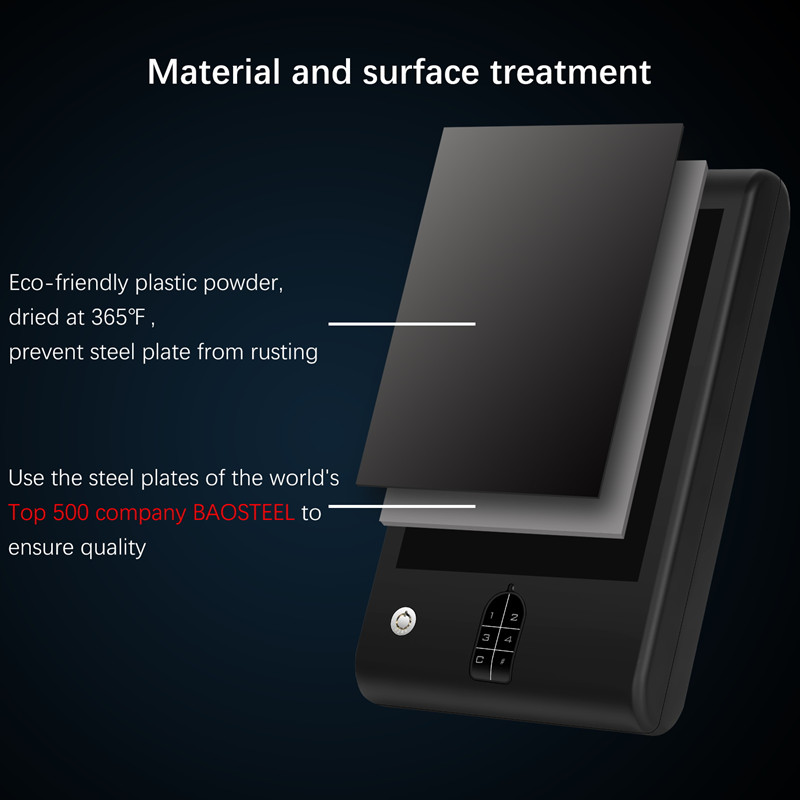 Material and surface treatment
Eco-friendly plastic powder,
dried at 365℉ ,
prevent steel plate from rusting
Use the steel plates of the world's
Top 500 company BAOSTEEL to
ensure quality
1 2
3 4
C #